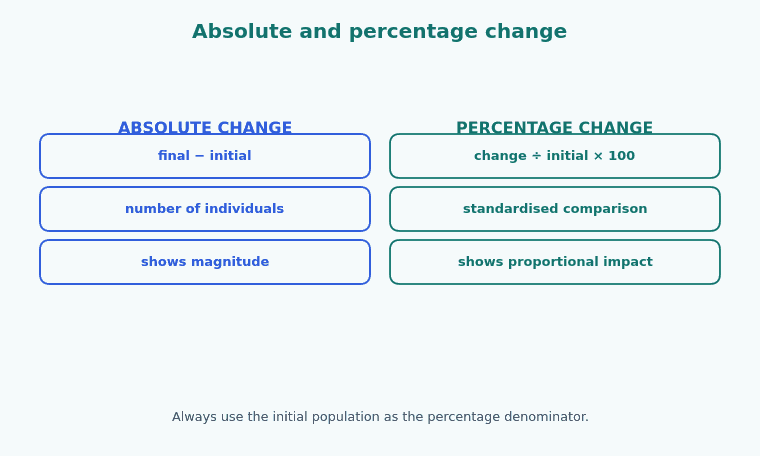 Absolute and percentage change
ABSOLUTE CHANGE
final − initial
number of individuals
shows magnitude
PERCENTAGE CHANGE
change ÷ initial × 100
standardised comparison
shows proportional impact
Always use the initial population as the percentage denominator.